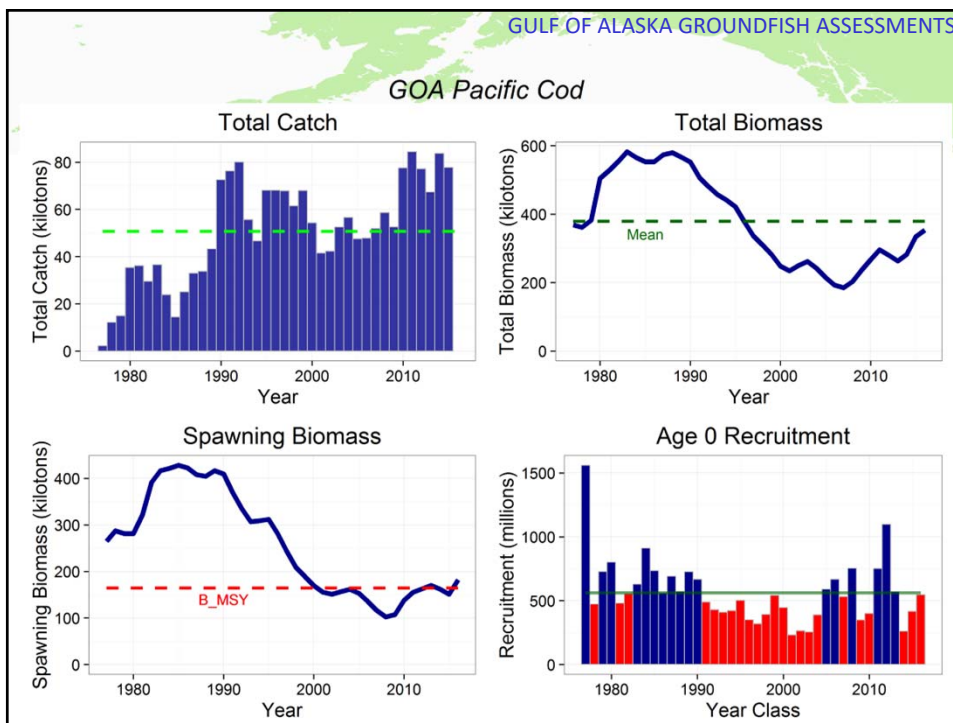 GULF OF ALASKA GROUNDFISH ASSESSMENTS
GOA Pacific Cod
Total Catch
Total Catch (kilotons)
80
60
40
20
0
1980 1990 2000 2010
Year
Total Biomass
Total Biomass (kilotons)
600
400
200
0
Mean
1980 1990 2000 2010
Year
Spawning Biomass
Spawning Biomass (kilotons)
400
300
200
100
0
B_MSY
1980 1990 2000 2010
Year
Age 0 Recruitment
Recruitment (millions)
1500
1000
500
0
1980 1990 2000 2010
Year Class